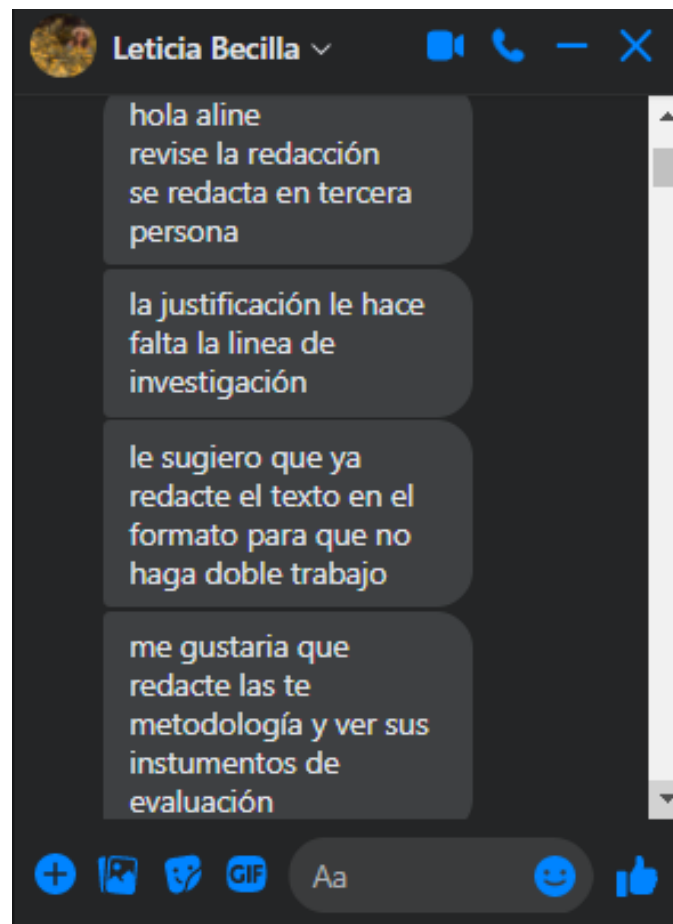 Leticia Becilla
hola aline
revise la redacción
se redacta en tercera
persona
la justificación le hace
falta la linea de
investigación
le sugiero que ya
redacte el texto en el
formato para que no
haga doble trabajo
me gustaria que
redacte las te
metodología y ver sus
instumentos de
evaluación
GIF
Aa